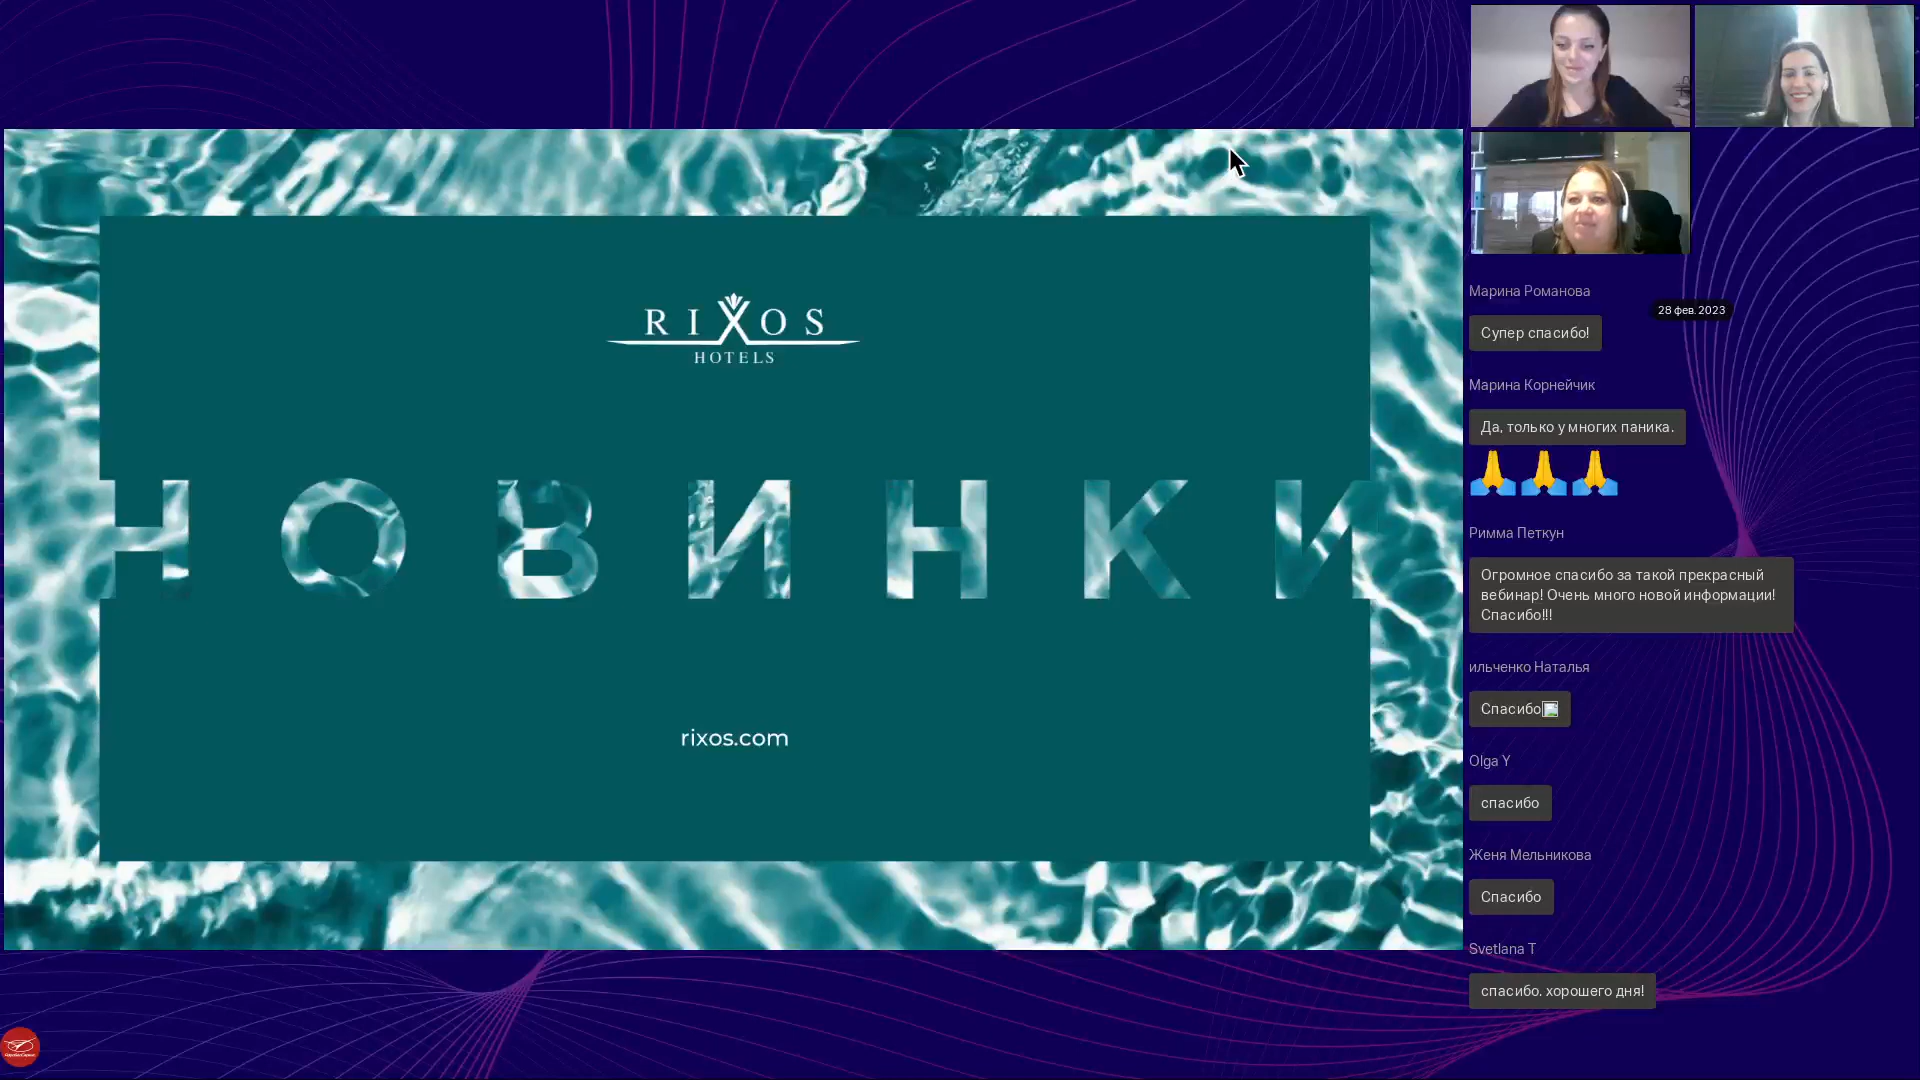 RIXOS
HOTELS
НОВИНКИ
rixos.com
Марина Романова
28 фев. 2023
Супер спасибо!
Марина Корнейчик
Да, только у многих паника.
🙏🙏🙏
Римма Петкун
Огромное спасибо за такой прекрасный
вебинар! Очень много новой информации!
Спасибо!!!
ильченко Наталья
Спасибо
Olga Y
спасибо
Женя Мельникова
Спасибо
Svetlana T
спасибо. хорошего дня!